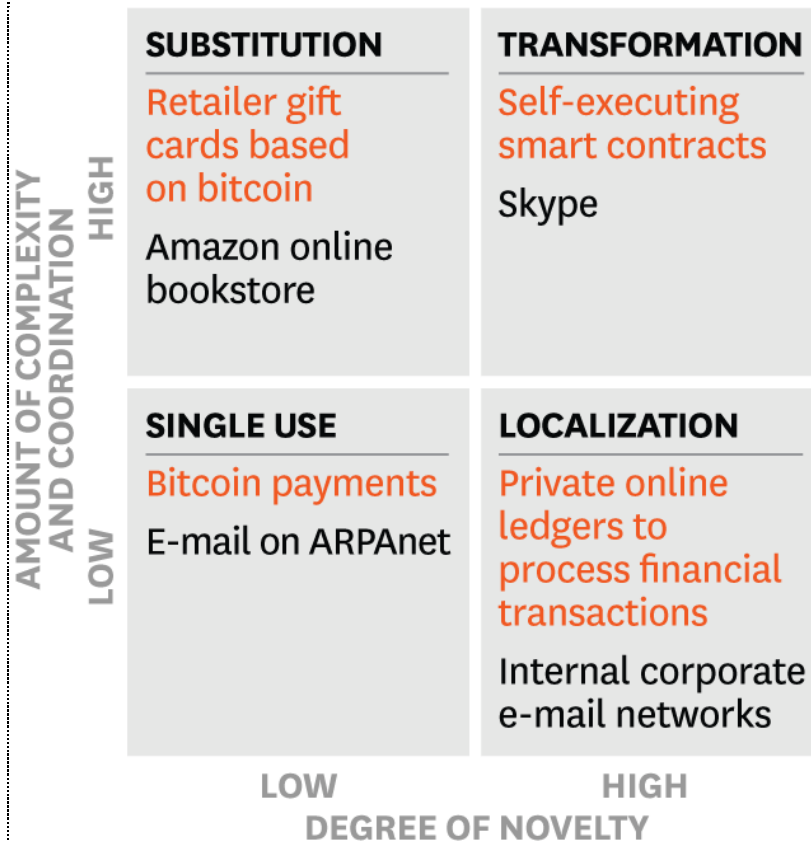 AMOUNT OF COMPLEXITY
AND COORDINATION
HIGH
LOW
SUBSTITUTION
Retailer gift
cards based
on bitcoin
Amazon online
bookstore
TRANSFORMATION
Self-executing
smart contracts
Skype
SINGLE USE
Bitcoin payments
E-mail on ARPAnet
LOCALIZATION
Private online
ledgers to
process financial
transactions
Internal corporate
e-mail networks
LOW
HIGH
DEGREE OF NOVELTY